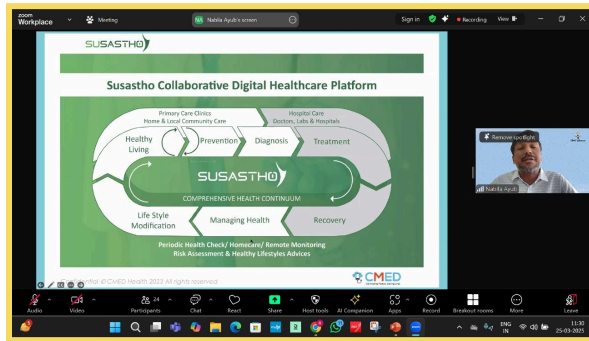 zoom
Workplace
Meeting
NA Nabila Ayub's screen
Sign in
Recording
View
SUSASTHO
Susastho Collaborative Digital Healthcare Platform
Primary Care Clinics
Home & Local Community Care
Hospital Care
Doctors, Labs & Hospitals
Healthy
Living
Prevention
Diagnosis
Treatment
SUSASTHO
COMPREHENSIVE HEALTH CONTINUUM
Life Style
Modification
Managing Health
Recovery
Periodic Health Check/ Homecare/ Remote Monitoring
Risk Assessment & Healthy Lifestyles Advices
© CMED Health 2023 All rights reserved
CMED
Remove spotlight
Nabila Ayub
Audio
Video
24
Participants
Chat
React
Share
Host tools
AI Companion
Apps
Record
Breakout rooms
More
Leave
ENG
IN
11:30
25-03-2025